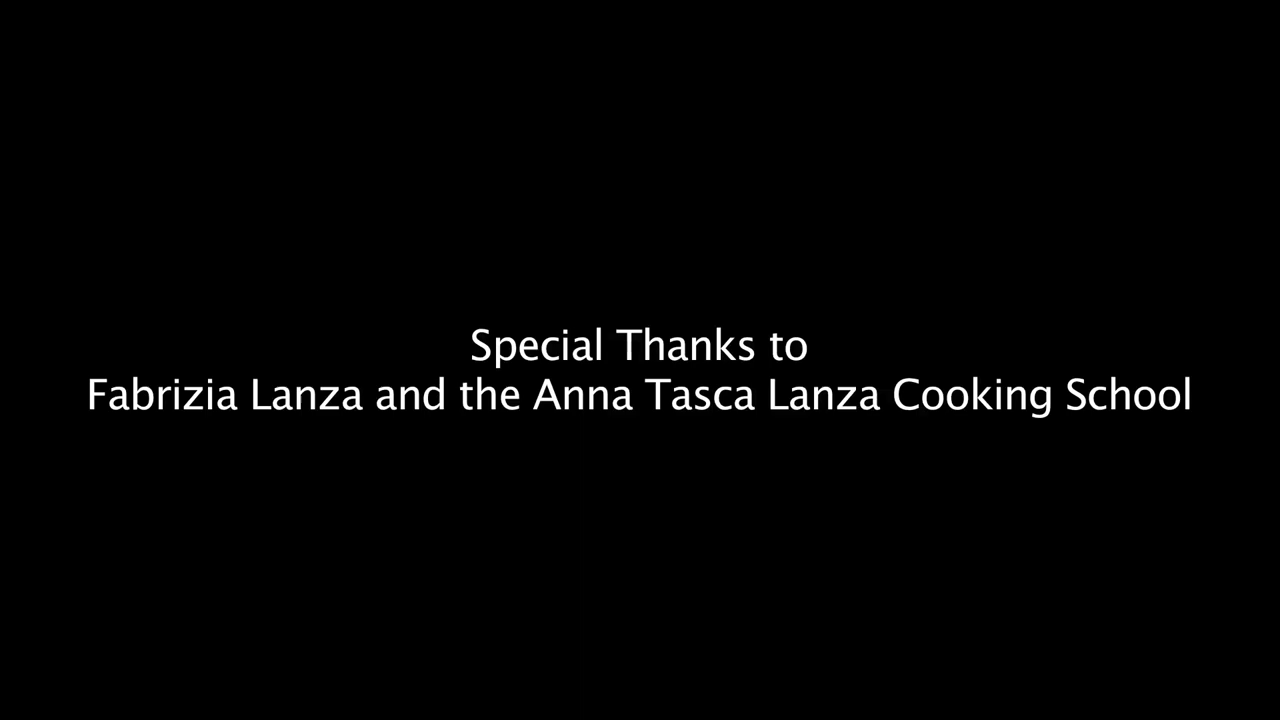 Special Thanks to
Fabrizia Lanza and the Anna Tasca Lanza Cooking School